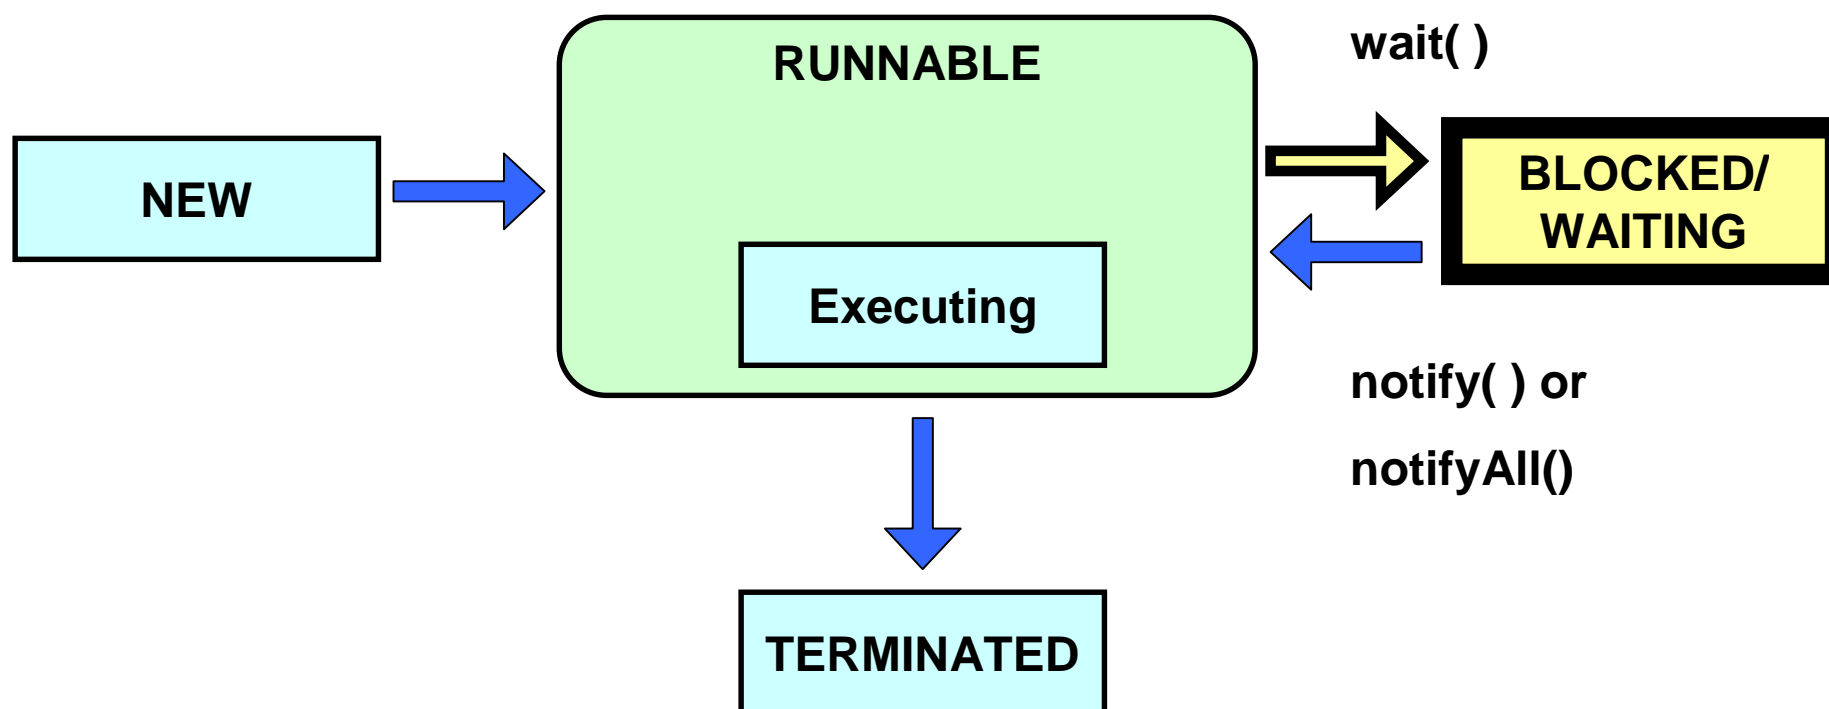 RUNNABLE
wait( )
NEW
BLOCKED/
WAITING
Executing
notify( ) or
notifyAll()
TERMINATED